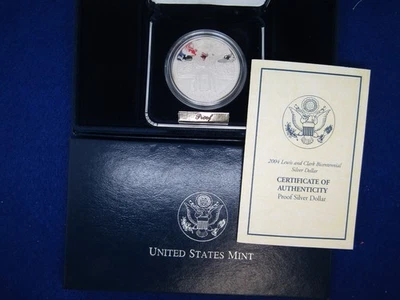 Proof
2004 Lewis and Clark Bicentennial
Silver Dollar
CERTIFICATE OF
AUTHENTICITY
Proof Silver Dollar
UNITED STATES MINT